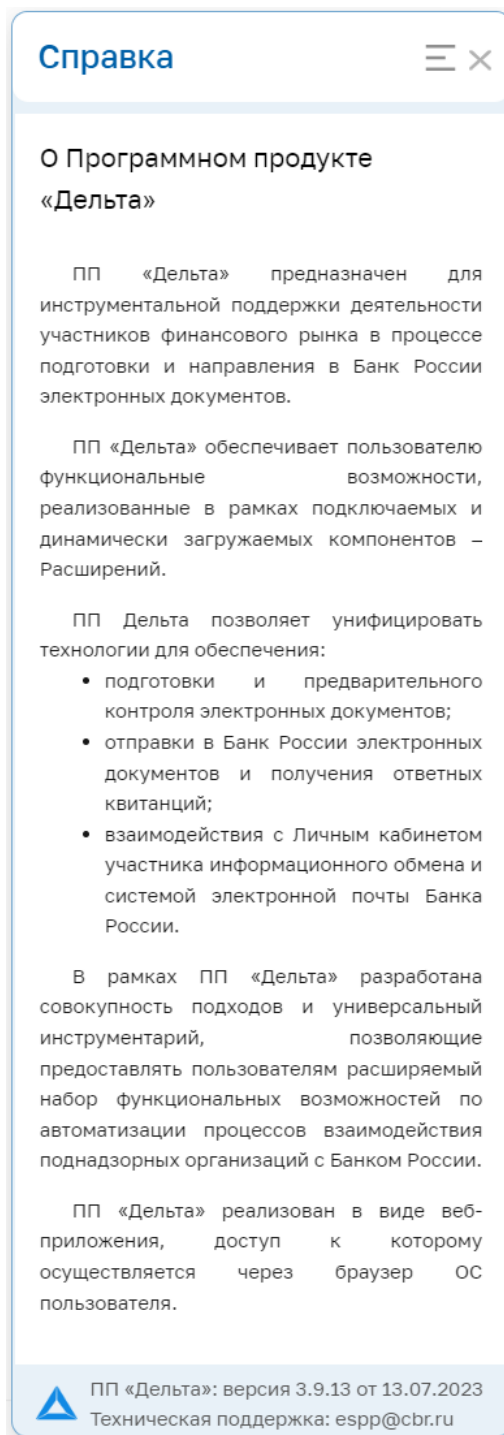 Справка
О Программном продукте
«Дельта»
ПП «Дельта» предназначен для
инструментальной поддержки деятельности
участников финансового рынка в процессе
подготовки и направления в Банк России
электронных документов.
ПП «Дельта» обеспечивает пользователю
функциональные возможности,
реализованные в рамках подключаемых и
динамически загружаемых компонентов –
Расширений.
ПП Дельта позволяет унифицировать
технологии для обеспечения:
• подготовки и предварительного
контроля электронных документов;
• отправки в Банк России электронных
документов и получения ответных
квитанций;
• взаимодействия с Личным кабинетом
участника информационного обмена и
системой электронной почты Банка
России.
В рамках ПП «Дельта» разработана
совокупность подходов и универсальный
инструментарий, позволяющие
предоставлять пользователям расширяемый
набор функциональных возможностей по
автоматизации процессов взаимодействия
поднадзорных организаций с Банком России.
ПП «Дельта» реализован в виде веб-
приложения, доступ к которому
осуществляется через браузер ОС
пользователя.
ПП «Дельта»: версия 3.9.13 от 13.07.2023
Техническая поддержка: espp@cbr.ru